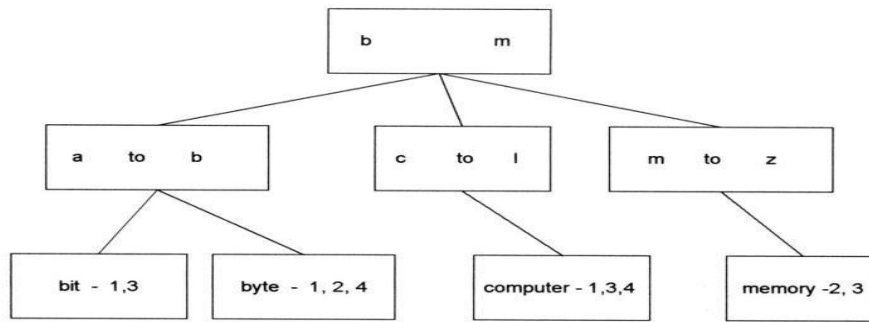 b m
a to b
c to l
m to z
bit - 1,3
byte - 1, 2, 4
computer - 1,3,4
memory -2, 3